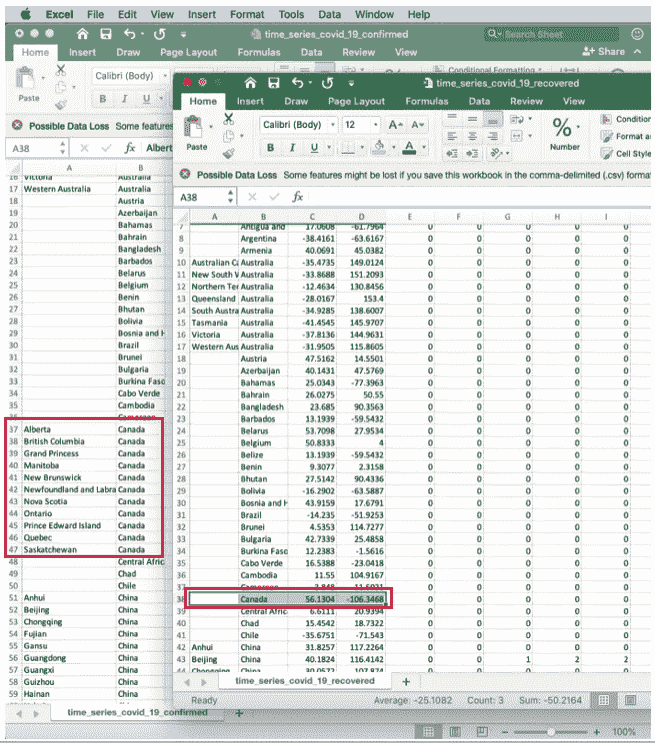 Excel File Edit View Insert Format Tools Data Window Help
time_series_covid_19_confirmed
Search Sheet
Home Insert Draw Page Layout Formulas Data Review View
Share
Paste
Calibri (Body)
B I U
Conditional Formatting
Possible Data Loss Some features
A38 fx Albert
A B
16 Victoria Australia
17 Western Australia Australia
18 Austria
19 Azerbaijan
20 Bahamas
21 Bahrain
22 Bangladesh
23 Barbados
24 Belarus
25 Belgium
26 Benin
27 Bhutan
28 Bolivia
29 Bosnia and H
30 Brazil
31 Brunei
32 Bulgaria
33 Burkina Faso
34 Cabo Verde
35 Cambodia
36 Cameroon
37 Alberta Canada
38 British Columbia Canada
39 Grand Princess Canada
40 Manitoba Canada
41 New Brunswick Canada
42 Newfoundland and Labra Canada
43 Nova Scotia Canada
44 Ontario Canada
45 Prince Edward Island Canada
46 Quebec Canada
47 Saskatchewan Canada
48 Central Afric
49 Chad
50 Chile
51 Anhui China
52 Beijing China
53 Chongqing China
54 Fujian China
55 Gansu China
56 Guangdong China
57 Guangxi China
58 Guizhou China
59 Hainan China
time_series_covid_19_confirmed +
time_series_covid_19_recovered
Home Insert Draw Page Layout Formulas Data Review View
Paste
Calibri (Body) 12 A A
B I U A
%
Number
Condition
Format a
Cell Style
Possible Data Loss Some features might be lost if you save this workbook in the comma-delimited (.csv) forma
A38 fx
A B C D E F G H I
7 Antigua and 17.0608 -61.7964 0 0 0 0 0
8 Argentina -38.4161 -63.6167 0 0 0 0 0
9 Armenia 40.0691 45.0382 0 0 0 0 0
10 Australian Ca Australia -35.4735 149.0124 0 0 0 0 0
11 New South V Australia -33.8688 151.2093 0 0 0 0 0
12 Northern Ter Australia -12.4634 130.8456 0 0 0 0 0
13 Queensland Australia -28.0167 153.4 0 0 0 0 0
14 South Austra Australia -34.9285 138.6007 0 0 0 0 0
15 Tasmania Australia -41.4545 145.9707 0 0 0 0 0
16 Victoria Australia -37.8136 144.9631 0 0 0 0 0
17 Western Aus Australia -31.9505 115.8605 0 0 0 0 0
18 Austria 47.5162 14.5501 0 0 0 0 0
19 Azerbaijan 40.1431 47.5769 0 0 0 0 0
20 Bahamas 25.0343 -77.3963 0 0 0 0 0
21 Bahrain 26.0275 50.55 0 0 0 0 0
22 Bangladesh 23.685 90.3563 0 0 0 0 0
23 Barbados 13.1939 -59.5432 0 0 0 0 0
24 Belarus 53.7098 27.9534 0 0 0 0 0
25 Belgium 50.8333 4 0 0 0 0 0
26 Belize 13.1939 -59.5432 0 0 0 0 0
27 Benin 9.3077 2.3158 0 0 0 0 0
28 Bhutan 27.5142 90.4336 0 0 0 0 0
29 Bolivia -16.2902 -63.5887 0 0 0 0 0
30 Bosnia and H 43.9159 17.6791 0 0 0 0 0
31 Brazil -14.235 -51.9253 0 0 0 0 0
32 Brunei 4.5353 114.7277 0 0 0 0 0
33 Bulgaria 42.7339 25.4858 0 0 0 0 0
34 Burkina Faso 12.2383 -1.5616 0 0 0 0 0
35 Cabo Verde 16.5388 -23.0418 0 0 0 0 0
36 Cambodia 11.55 104.9167 0 0 0 0 0
Cameroon 3.848 11.5021 0 0 0 0 0
38 Canada 56.1304 -106.3468 0 0 0 0 0
39 Central Afric 6.6111 20.9394 0 0 0 0 0
40 Chad 15.4542 18.7322 0 0 0 0 0
41 Chile -35.6751 -71.543 0 0 0 0 0
42 Anhui China 31.8257 117.2264 0 0 0 0 0
43 Beijing China 40.1824 116.4142 0 0 1 2 2
44 Chongqing China 30.0572 107.874 0 0 0 0 0
time_series_covid_19_recovered +
Ready Average: -25.1082 Count: 3 Sum: -50.2164
100%